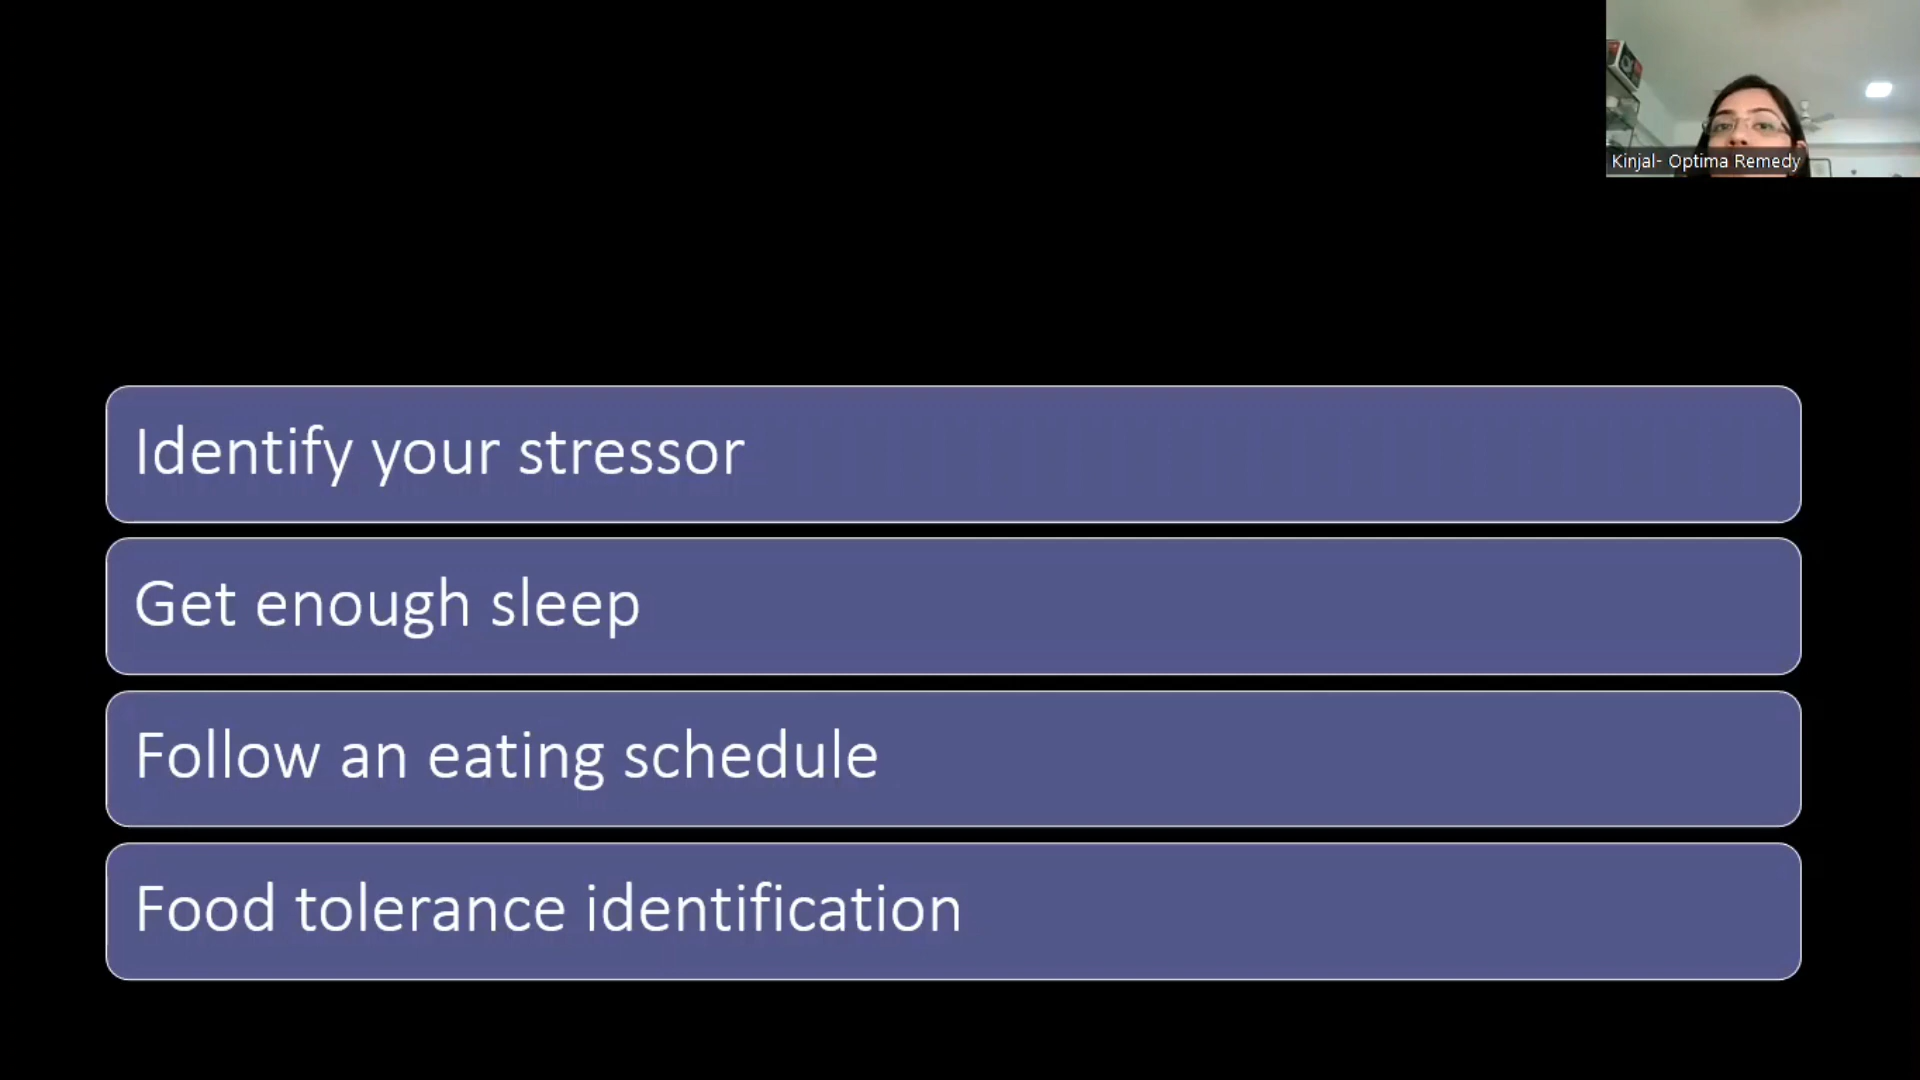 Kinjal- Optima Remedy
Identify your stressor
Get enough sleep
Follow an eating schedule
Food tolerance identification